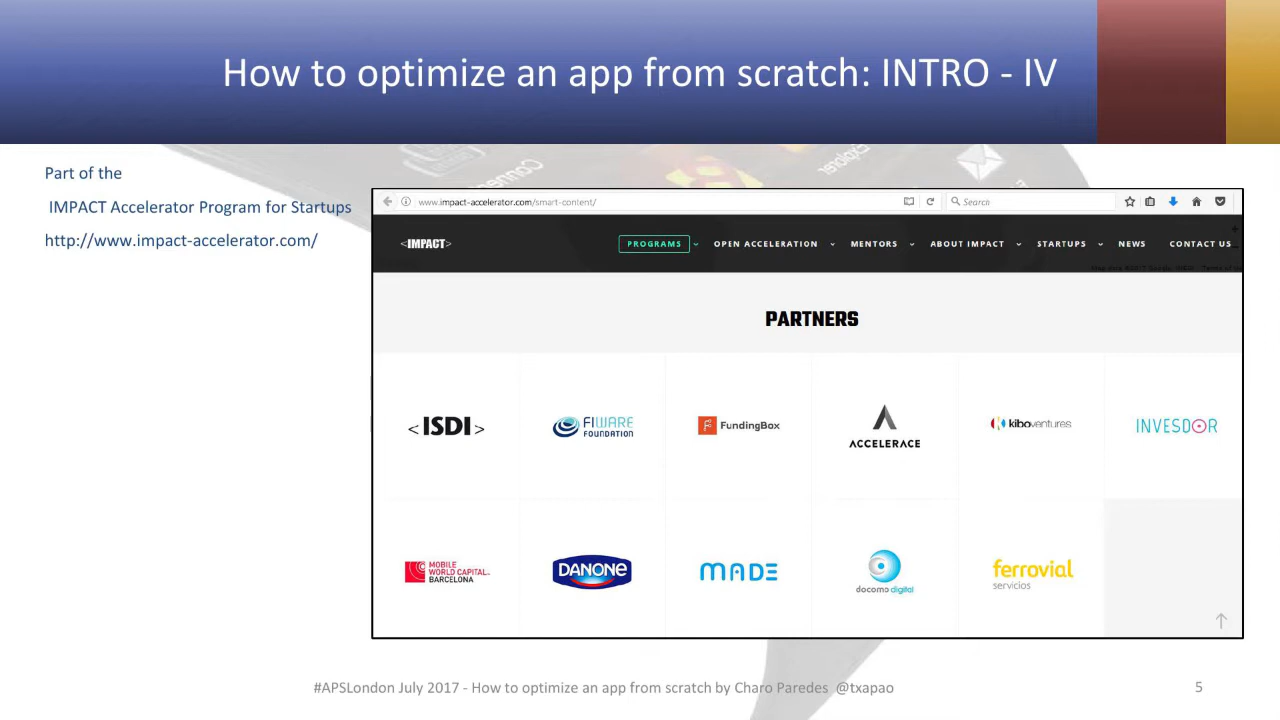 How to optimize an app from scratch: INTRO - IV
Part of the
IMPACT Accelerator Program for Startups
http://www.impact-accelerator.com/
www.impact-accelerator.com/smart-content/
Search
<IMPACT>
PROGRAMS
OPEN ACCELERATION
MENTORS
ABOUT IMPACT
STARTUPS
NEWS
CONTACT US
PARTNERS
<ISDI>
FIWARE
FOUNDATION
FundingBox
ACCELERACE
kiboventures
INVESDOR
MOBILE
WORLD CAPITAL
BARCELONA
DANONE
MADE
docomo digital
ferrovial
servicios
#APSLondon July 2017 - How to optimize an app from scratch by Charo Paredes @txapao
5